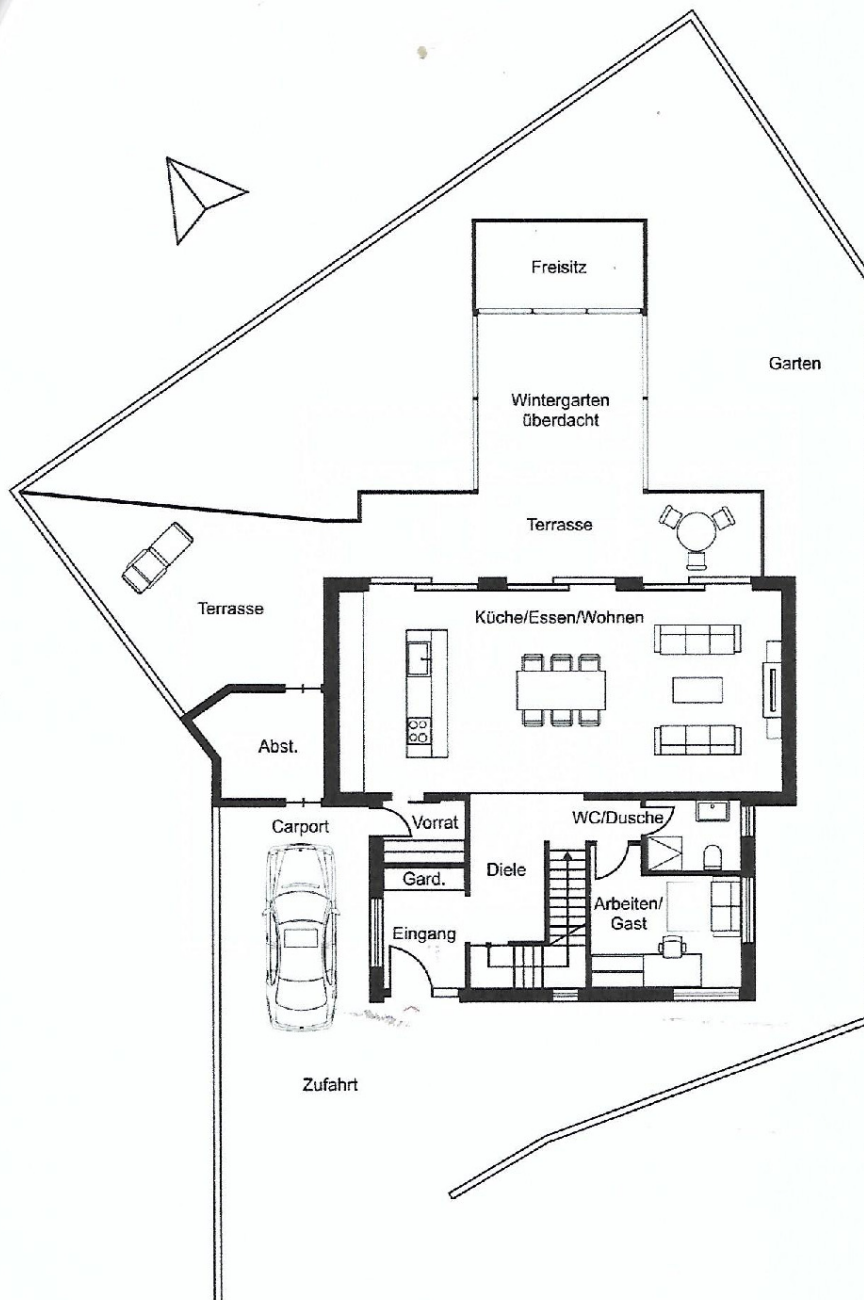 Freisitz
Garten
Wintergarten
überdacht
Terrasse
Terrasse
Küche/Essen/Wohnen
Abst.
Carport
Vorrat
WC/Dusche
Diele
Gard.
Arbeiten/
Gast
Eingang
Zufahrt